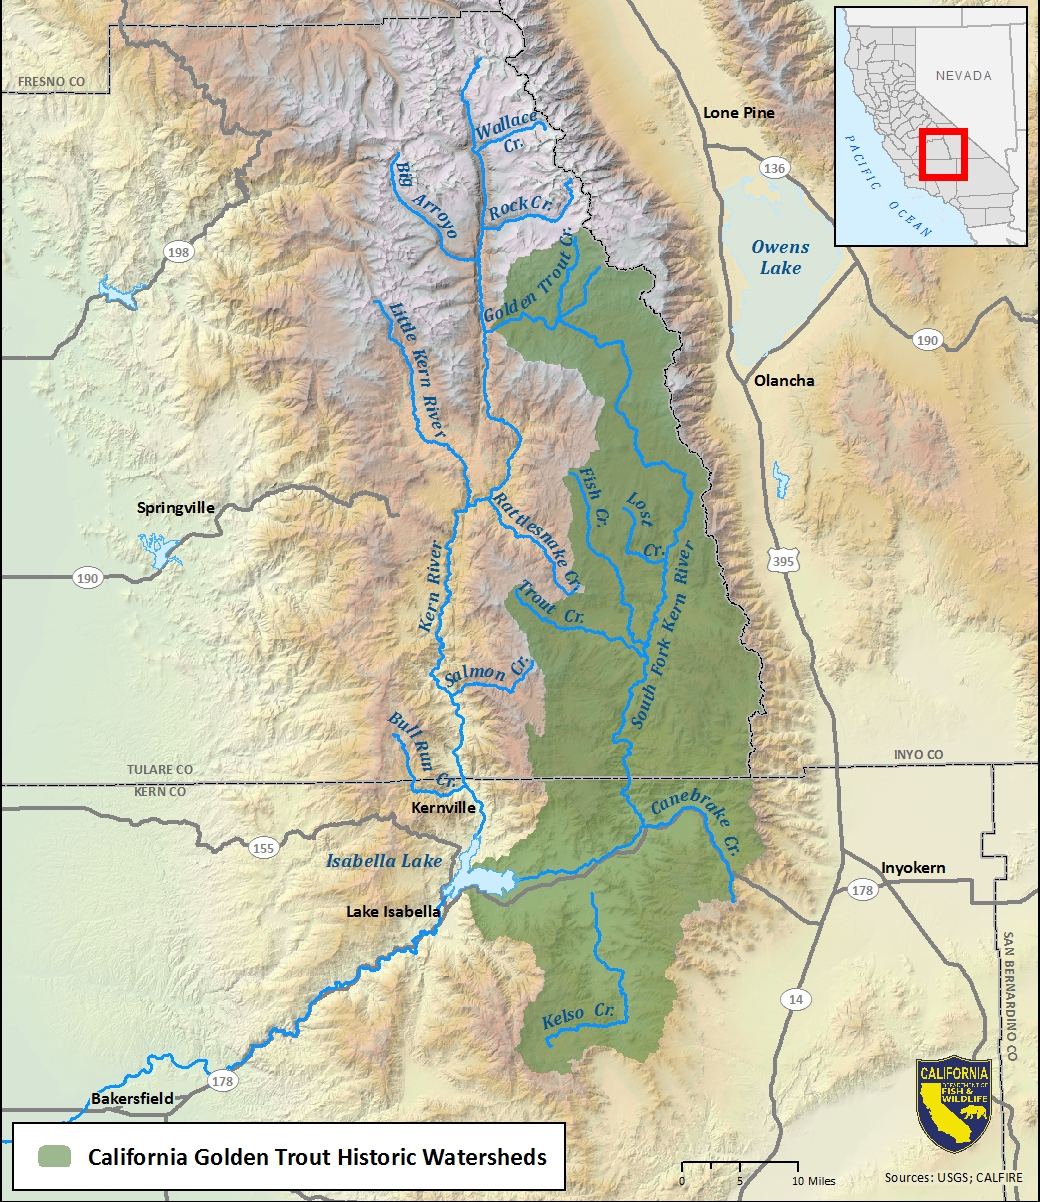 FRESNO CO
NEVADA
PACIFIC OCEAN
Lone Pine
136
Wallace
Cr.
Big Arroyo
Rock Cr.
198
Owens
Lake
Golden Trout Cr.
Little Kern River
190
Olancha
Springville
Fish Cr.
Lost
Cr.
Rattlesnake Cr.
190
395
Kern River
Trout Cr.
South Fork Kern River
Salmon Cr.
Bull Run Cr.
INYO CO
TULARE CO
KERN CO
Kernville
Canebrake Cr.
155
Isabella Lake
Inyokern
178
Lake Isabella
SAN BERNARDINO CO
14
Kelso Cr.
178
Bakersfield
CALIFORNIA
DEPARTMENT OF
FISH &
WILDLIFE
California Golden Trout Historic Watersheds
0 5 10 Miles
Sources: USGS; CALFIRE